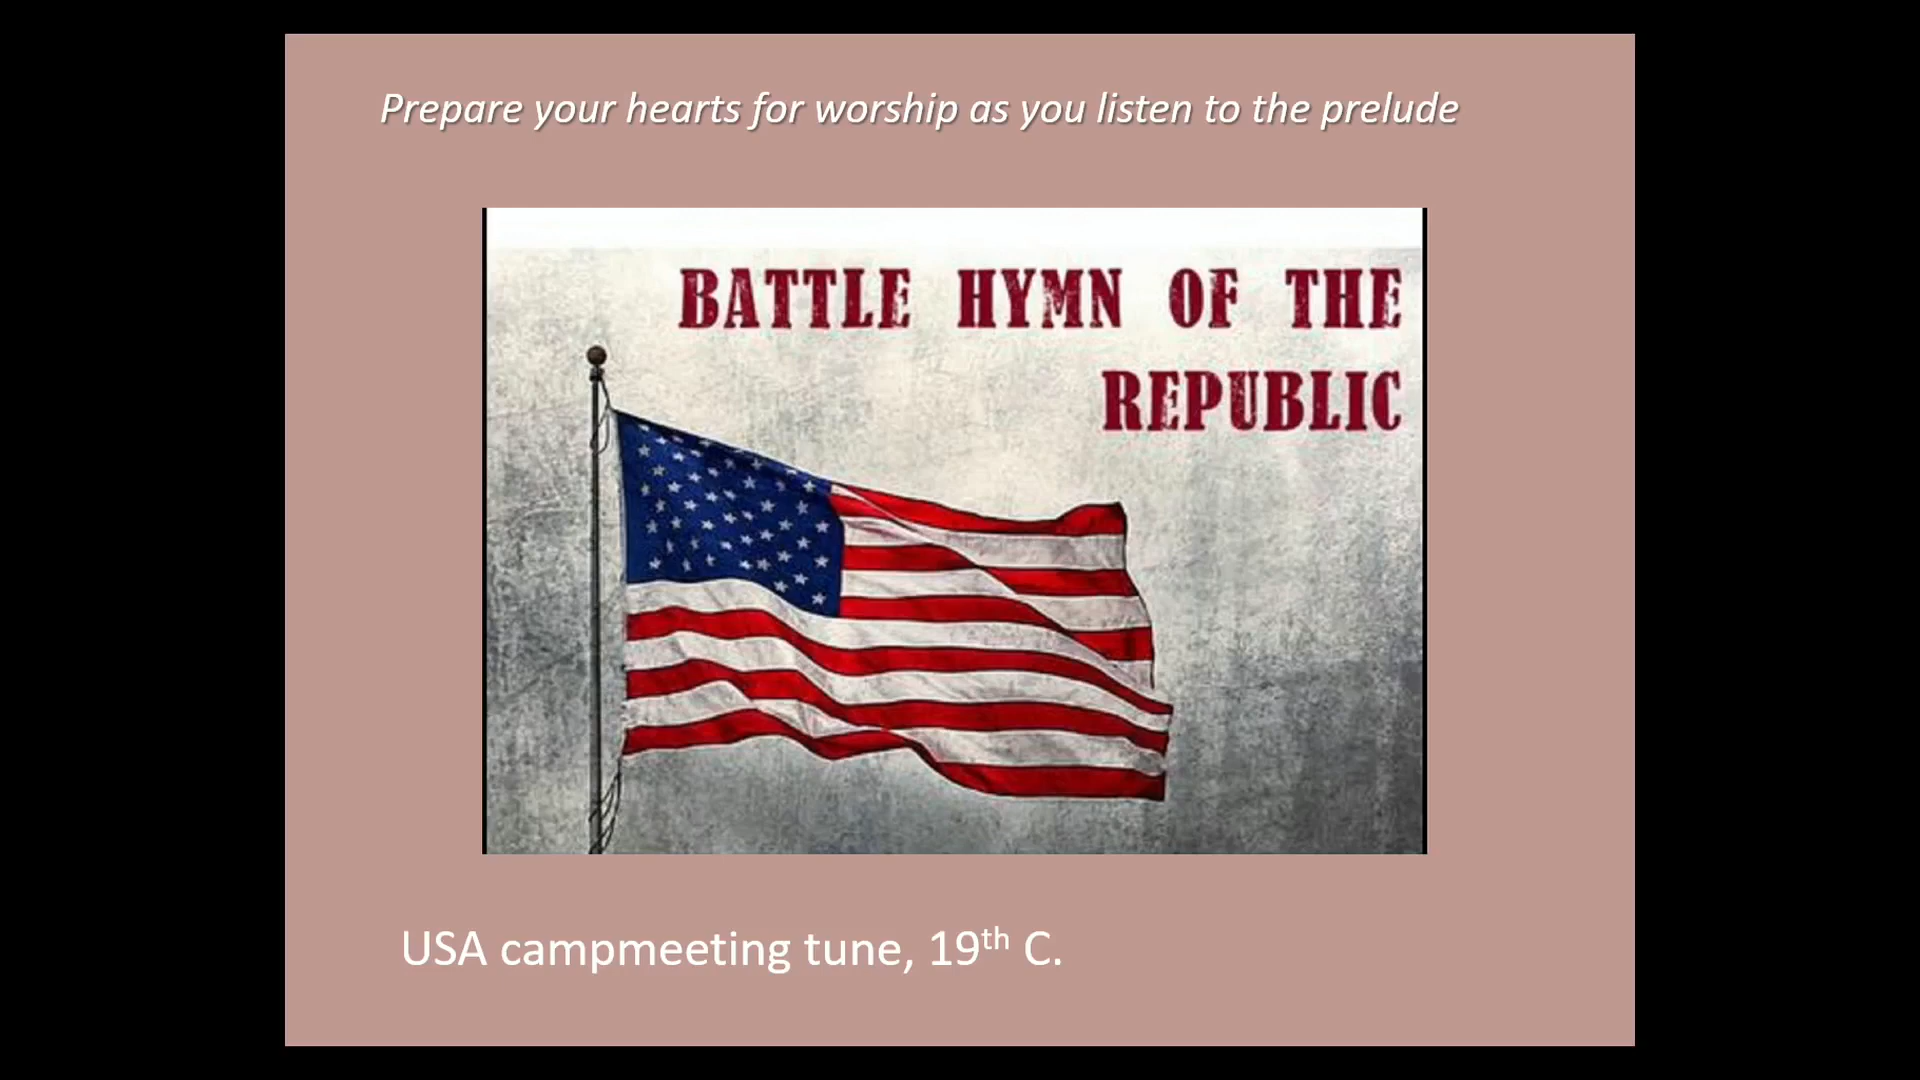 Prepare your hearts for worship as you listen to the prelude
BATTLE HYMN OF THE
REPUBLIC
USA campmeeting tune, 19th C.